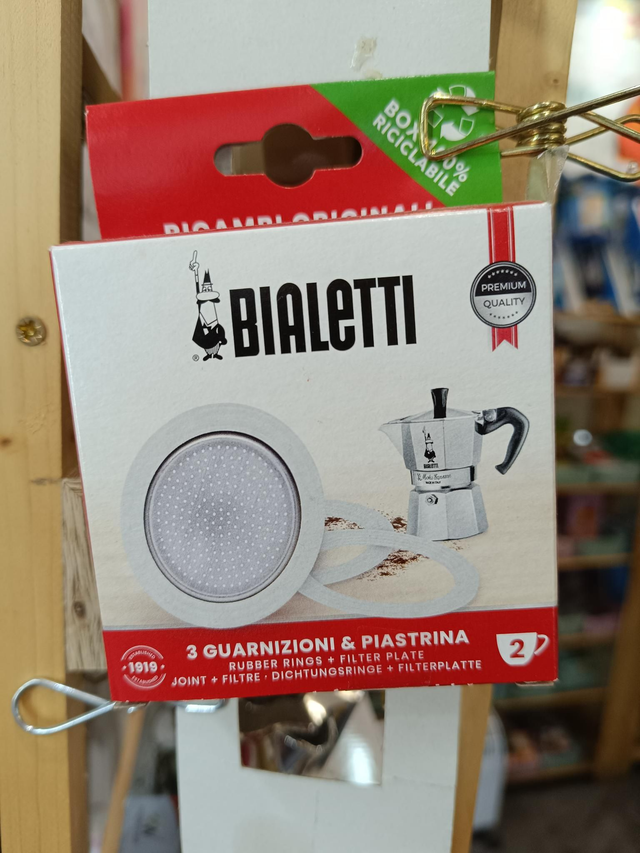 BOX 100%
RICICLABILE
RICAMBI ORIGINALI
BIALETTI
®
PREMIUM
QUALITY
BIALETTI
3 GUARNIZIONI & PIASTRINA
RUBBER RINGS + FILTER PLATE
JOINT + FILTRE · DICHTUNGSRINGE + FILTERPLATTE
1919
2